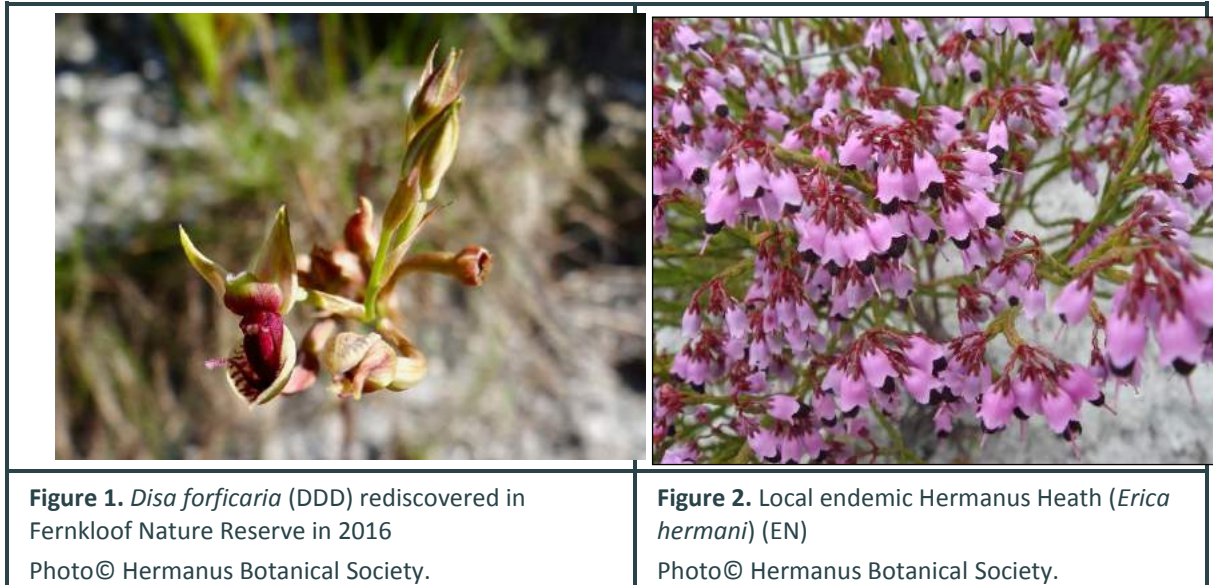 Figure 1. Disa forficaria (DDD) rediscovered in
Fernkloof Nature Reserve in 2016
Photo© Hermanus Botanical Society.
Figure 2. Local endemic Hermanus Heath (Erica
hermani) (EN)
Photo© Hermanus Botanical Society.